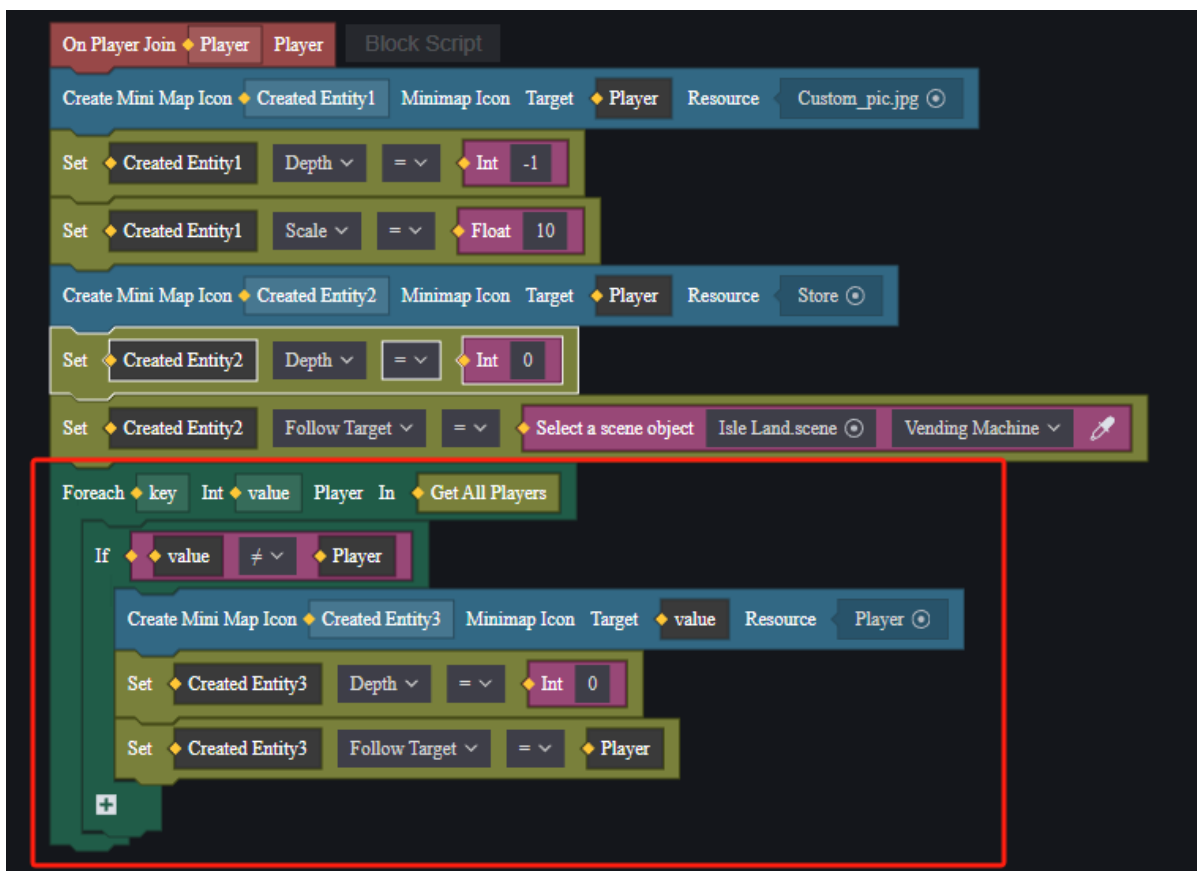 On Player Join Player Player Block Script
Create Mini Map Icon Created Entity1 Minimap Icon Target Player Resource Custom_pic.jpg
Set Created Entity1 Depth = Int -1
Set Created Entity1 Scale = Float 10
Create Mini Map Icon Created Entity2 Minimap Icon Target Player Resource Store
Set Created Entity2 Depth = Int 0
Set Created Entity2 Follow Target = Select a scene object Isle Land.scene Vending Machine
Foreach key Int value Player In Get All Players
If value ≠ Player
Create Mini Map Icon Created Entity3 Minimap Icon Target value Resource Player
Set Created Entity3 Depth = Int 0
Set Created Entity3 Follow Target = Player